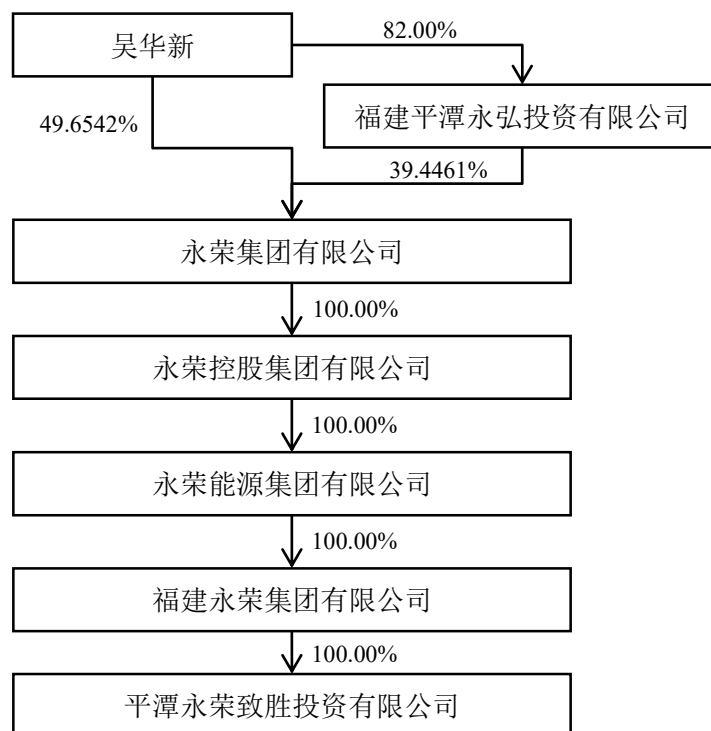 吴华新
82.00%
福建平潭永弘投资有限公司
49.6542%
39.4461%
永荣集团有限公司
100.00%
永荣控股集团有限公司
100.00%
永荣能源集团有限公司
100.00%
福建永荣集团有限公司
100.00%
平潭永荣致胜投资有限公司